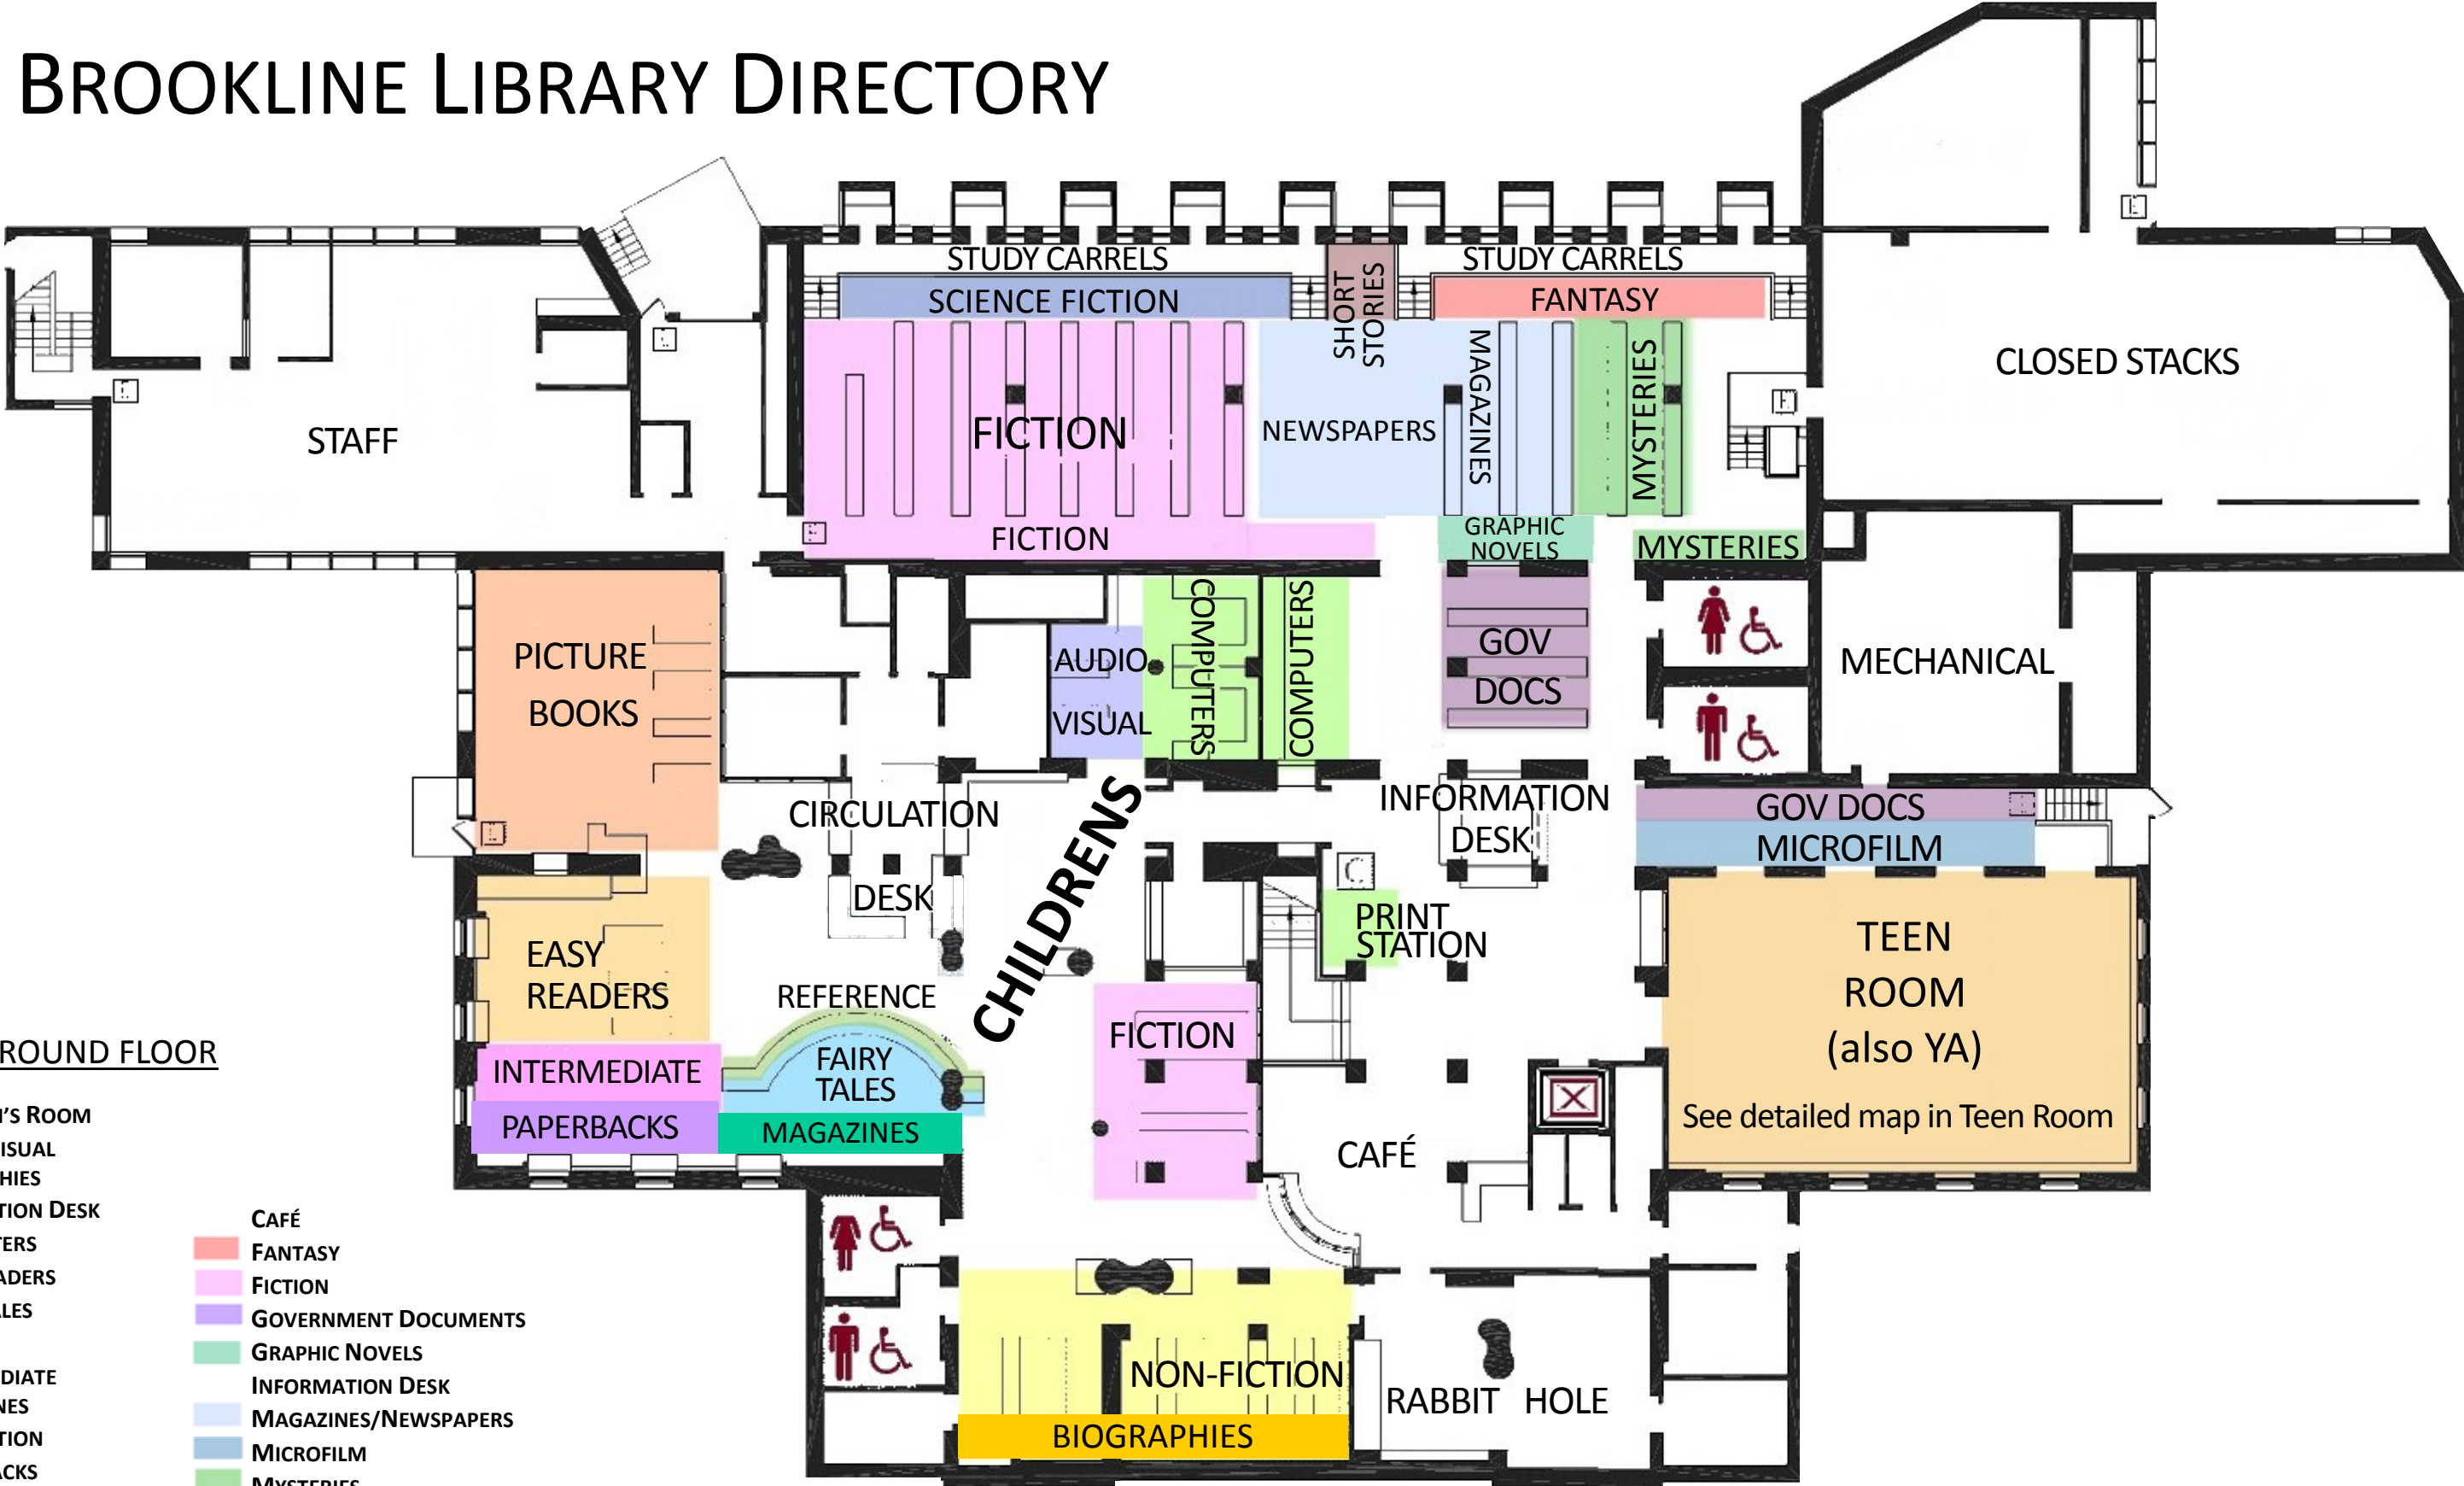 BROOKLINE LIBRARY DIRECTORY
STUDY CARRELS
STUDY CARRELS
SCIENCE FICTION
SHORT
STORIES
FANTASY
FICTION
NEWSPAPERS
MAGAZINES
MYSTERIES
CLOSED STACKS
STAFF
FICTION
GRAPHIC
NOVELS
MYSTERIES
PICTURE
BOOKS
AUDIO
VISUAL
COMPUTERS
COMPUTERS
GOV
DOCS
MECHANICAL
CIRCULATION
DESK
CHILDRENS
INFORMATION
DESK
GOV DOCS
MICROFILM
PRINT
STATION
TEEN
ROOM
(also YA)
See detailed map in Teen Room
EASY
READERS
REFERENCE
FAIRY
TALES
FICTION
INTERMEDIATE
PAPERBACKS
MAGAZINES
CAFÉ
NON-FICTION
BIOGRAPHIES
RABBIT HOLE
ROUND FLOOR
'S ROOM
ISUAL
HIES
TION DESK
TERS
ADERS
ALES
DIATE
NES
TION
ACKS
CAFÉ
FANTASY
FICTION
GOVERNMENT DOCUMENTS
GRAPHIC NOVELS
INFORMATION DESK
MAGAZINES/NEWSPAPERS
MICROFILM
MYSTERIES